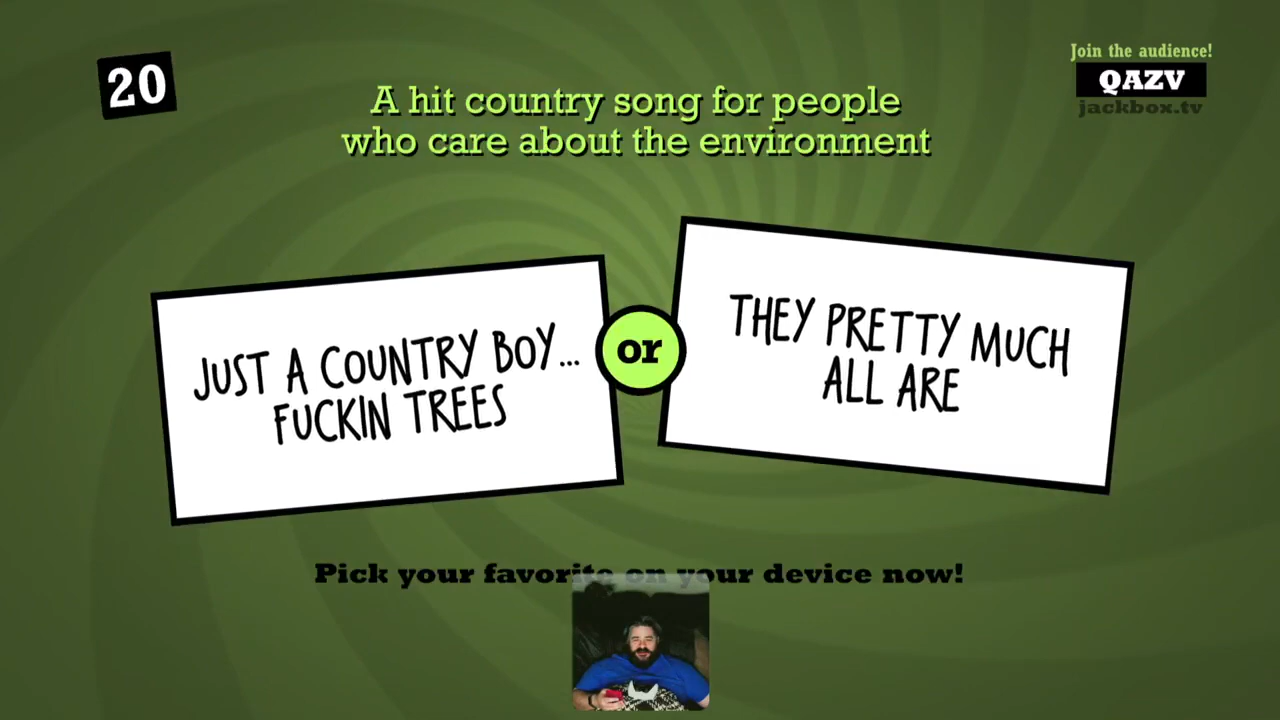 20
Join the audience!
QAZV
jackbox.tv
A hit country song for people
who care about the environment
JUST A COUNTRY BOY...
FUCKIN TREES
or
THEY PRETTY MUCH
ALL ARE
Pick your favorite on your device now!